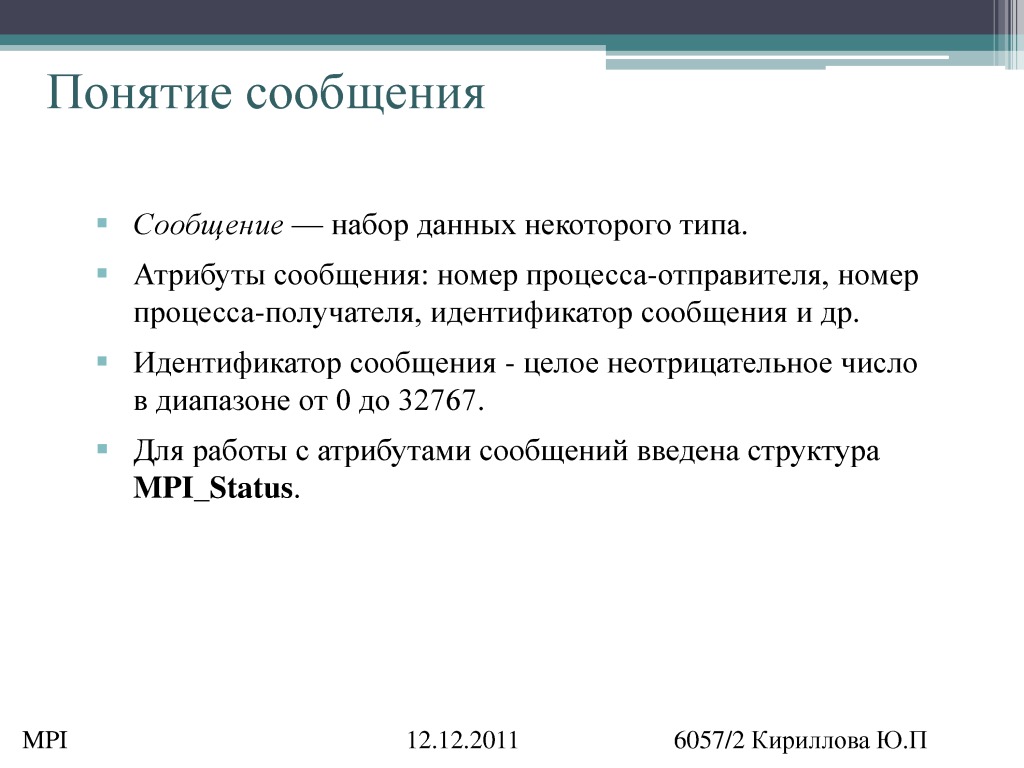 Понятие сообщения
Сообщение — набор данных некоторого типа.
Атрибуты сообщения: номер процесса-отправителя, номер
процесса-получателя, идентификатор сообщения и др.
Идентификатор сообщения - целое неотрицательное число
в диапазоне от 0 до 32767.
Для работы с атрибутами сообщений введена структура
MPI_Status.
MPI 12.12.2011 6057/2 Кириллова Ю.П